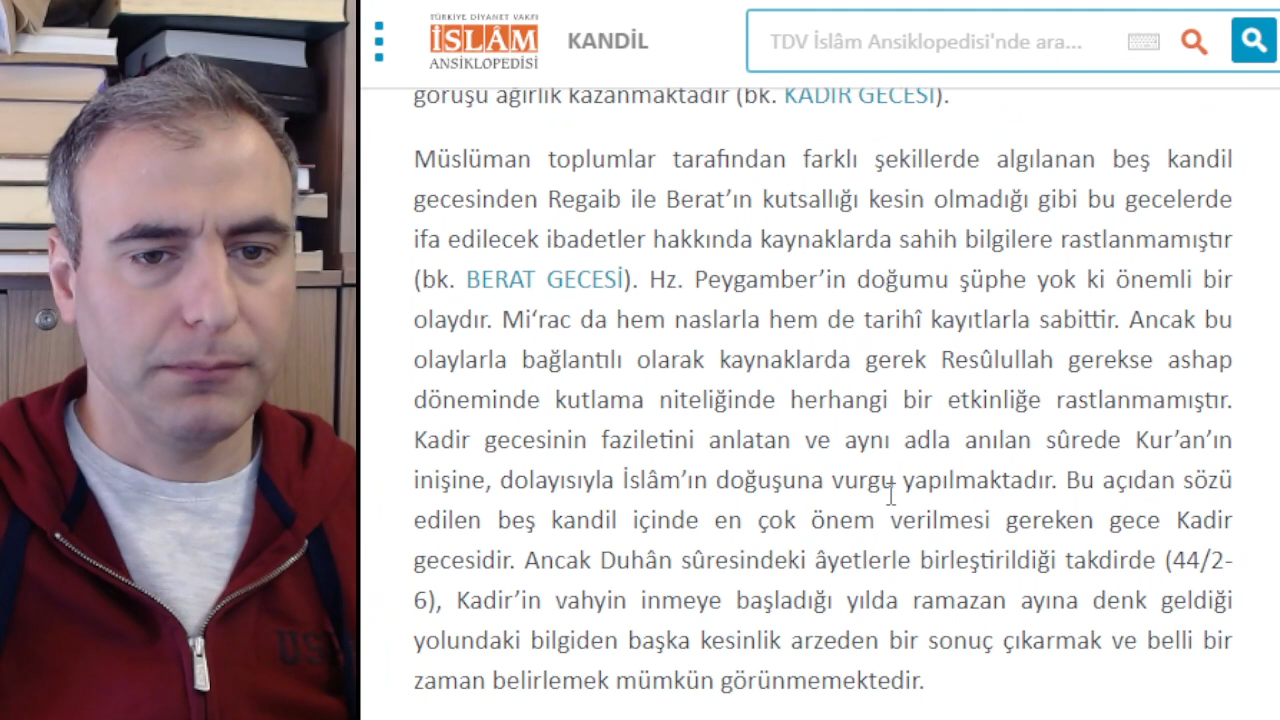 TÜRKİYE DİYANET VAKFI
İSLÂM
ANSİKLOPEDİSİ
KANDİL
TDV İslâm Ansiklopedisi'nde ara...
görüşü ağırlık kazanmaktadır (bk. KADİR GECESİ).
Müslüman toplumlar tarafından farklı şekillerde algılanan beş kandil
gecesinden Regaib ile Berat’ın kutsallığı kesin olmadığı gibi bu gecelerde
ifa edilecek ibadetler hakkında kaynaklarda sahih bilgilere rastlanmamıştır
(bk. BERAT GECESİ). Hz. Peygamber’in doğumu şüphe yok ki önemli bir
olaydır. Mi‘rac da hem naslarla hem de tarihî kayıtlarla sabittir. Ancak bu
olaylarla bağlantılı olarak kaynaklarda gerek Resûlullah gerekse ashap
döneminde kutlama niteliğinde herhangi bir etkinliğe rastlanmamıştır.
Kadir gecesinin faziletini anlatan ve aynı adla anılan sûrede Kur’an’ın
inişine, dolayısıyla İslâm’ın doğuşuna vurgu yapılmaktadır. Bu açıdan sözü
edilen beş kandil içinde en çok önem verilmesi gereken gece Kadir
gecesidir. Ancak Duhân sûresindeki âyetlerle birleştirildiği takdirde (44/2-
6), Kadir’in vahyin inmeye başladığı yılda ramazan ayına denk geldiği
yolundaki bilgiden başka kesinlik arzeden bir sonuç çıkarmak ve belli bir
zaman belirlemek mümkün görünmemektedir.